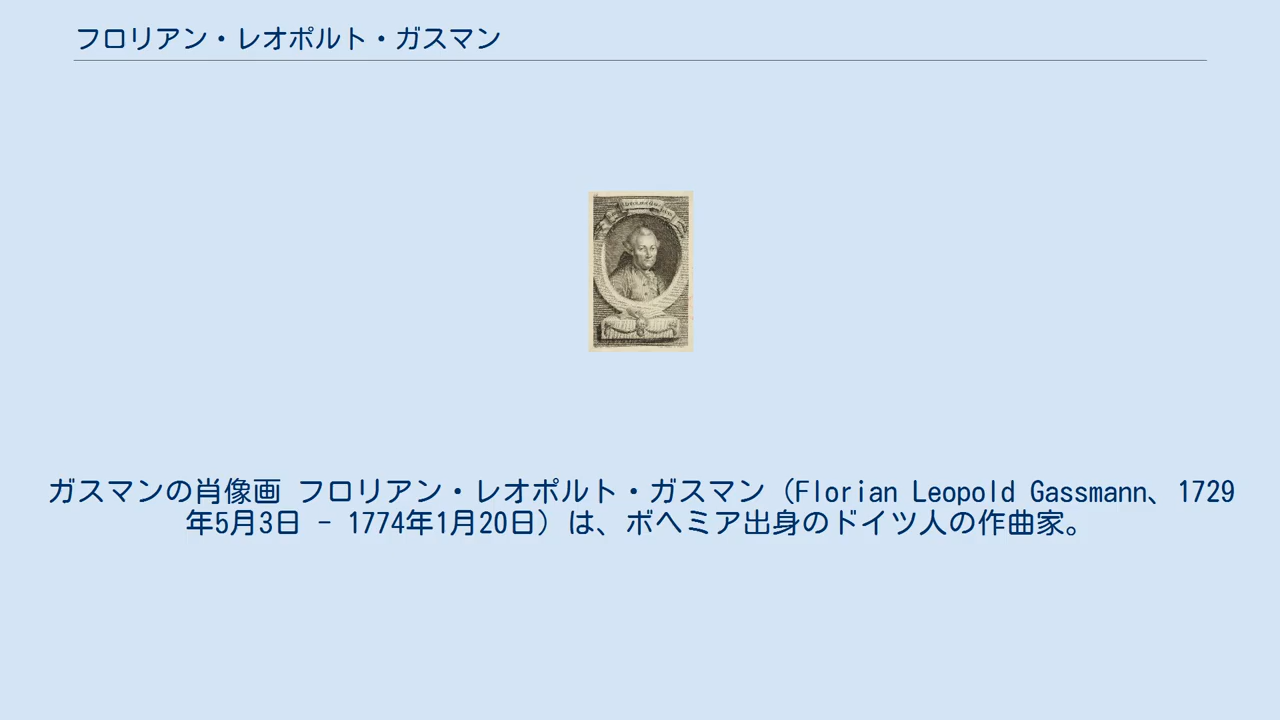 フロリアン・レオポルト・ガスマン
ガスマンの肖像画 フロリアン・レオポルト・ガスマン（Florian Leopold Gassmann、1729
年5月3日 - 1774年1月20日）は、ボヘミア出身のドイツ人の作曲家。